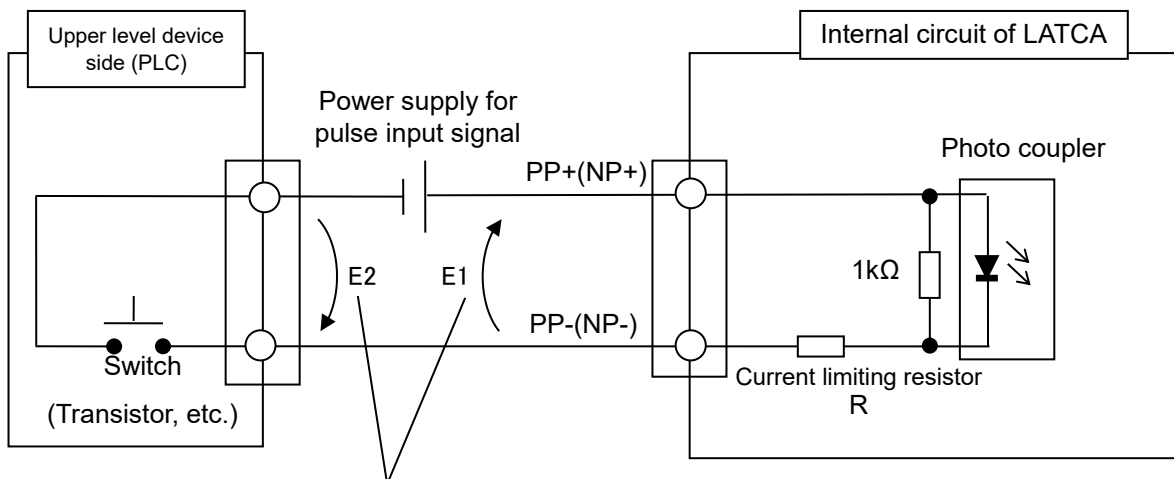 Upper level device
side (PLC)
Internal circuit of LATCA
Power supply for
pulse input signal
Photo coupler
PP+(NP+)
E2
E1
1kΩ
PP-(NP-)
Switch
(Transistor, etc.)
Current limiting resistor
R